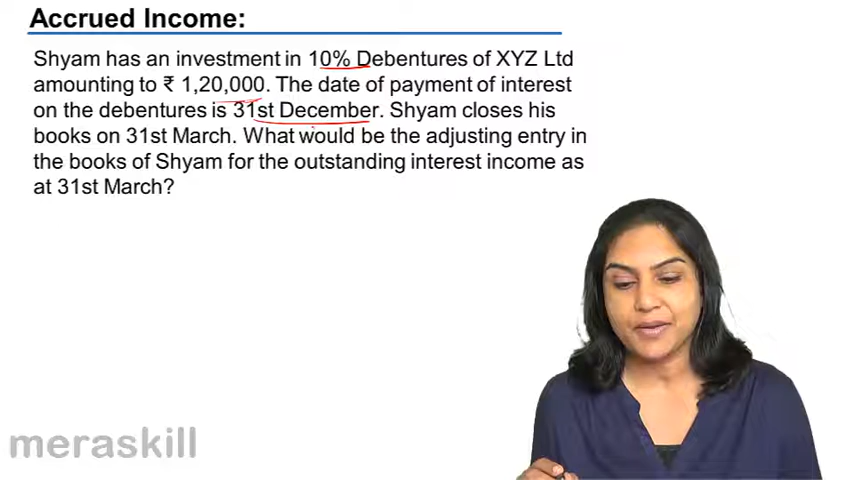 Accrued Income:
Shyam has an investment in 10% Debentures of XYZ Ltd
amounting to ₹ 1,20,000. The date of payment of interest
on the debentures is 31st December. Shyam closes his
books on 31st March. What would be the adjusting entry in
the books of Shyam for the outstanding interest income as
at 31st March?
meraskill